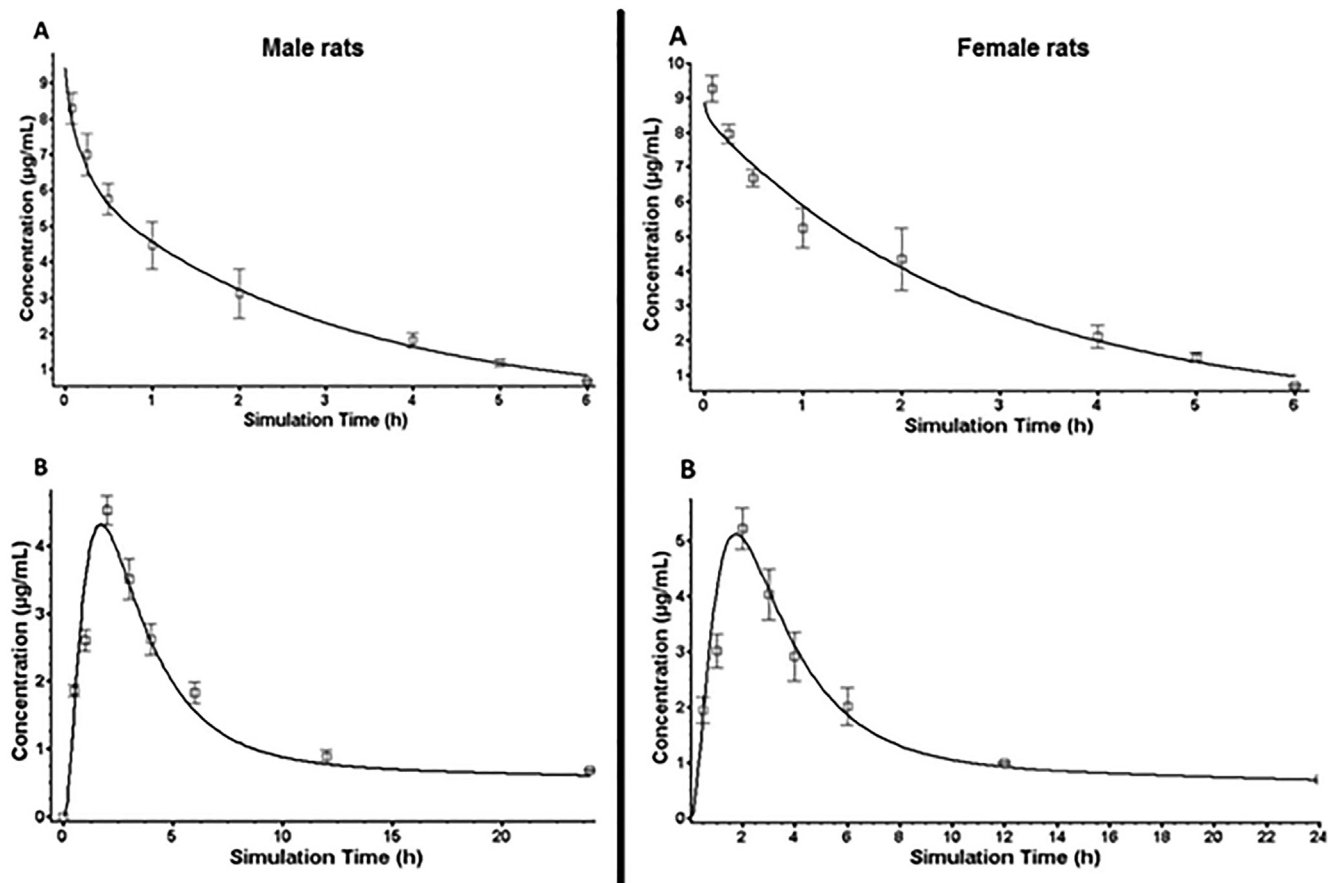 A
Male rats
Concentration (µg/mL)
9
8
7
6
5
4
3
2
1
0 1 2 3 4 5 6
Simulation Time (h)
A
Female rats
Concentration (µg/mL)
10
9
8
7
6
5
4
3
2
1
0 1 2 3 4 5 6
Simulation Time (h)
B
Concentration (µg/mL)
4
3
2
1
0
0 5 10 15 20
Simulation Time (h)
B
Concentration (µg/mL)
5
4
3
2
1
0
2 4 6 8 10 12 14 16 18 20 22 24
Simulation Time (h)